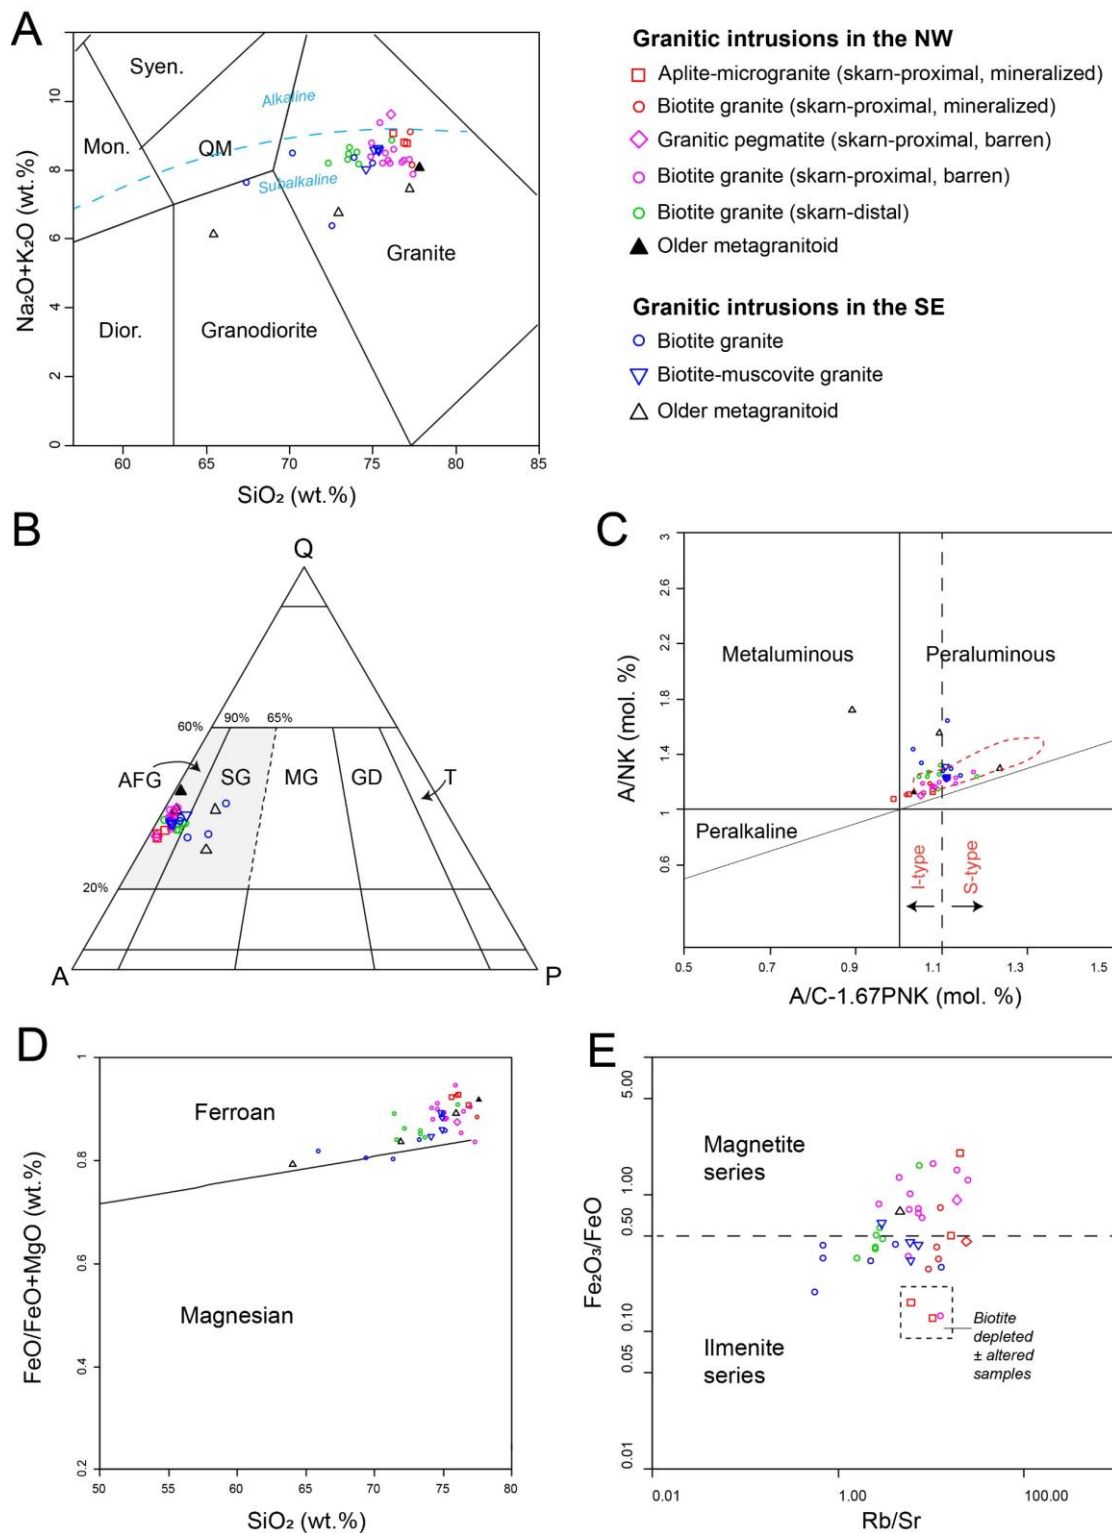 A
Syen.
Alkaline
Mon.
QM
Subalkaline
Granite
Dior.
Granodiorite
Na₂O+K₂O (wt.%)
0
2
4
6
8
10
60
65
70
75
80
85
SiO₂ (wt.%)
Granitic intrusions in the NW
Aplite-microgranite (skarn-proximal, mineralized)
Biotite granite (skarn-proximal, mineralized)
Granitic pegmatite (skarn-proximal, barren)
Biotite granite (skarn-proximal, barren)
Biotite granite (skarn-distal)
Older metagranitoid
Granitic intrusions in the SE
Biotite granite
Biotite-muscovite granite
Older metagranitoid
B
Q
60%
90%
65%
AFG
SG
MG
GD
T
20%
A
P
C
Metaluminous
Peraluminous
Peralkaline
I-type
S-type
A/NK (mol. %)
3
2.6
2.2
1.8
1.4
1
0.6
0.5
0.7
0.9
1.1
1.3
1.5
A/C-1.67PNK (mol. %)
D
Ferroan
Magnesian
FeO/FeO+MgO (wt.%)
1
0.8
0.6
0.4
0.2
50
55
60
65
70
75
80
SiO₂ (wt.%)
E
Magnetite
series
Ilmenite
series
Biotite
depleted
± altered
samples
Fe₂O₃/FeO
5.00
1.00
0.50
0.10
0.05
0.01
0.01
1.00
100.00
Rb/Sr